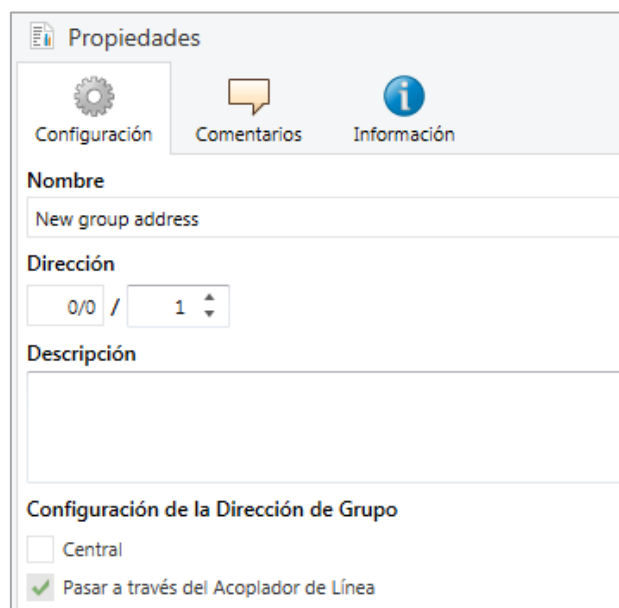 Propiedades
Configuración Comentarios Información
Nombre
New group address
Dirección
0/0 / 1
Descripción
Configuración de la Dirección de Grupo
Central
Pasar a través del Acoplador de Línea